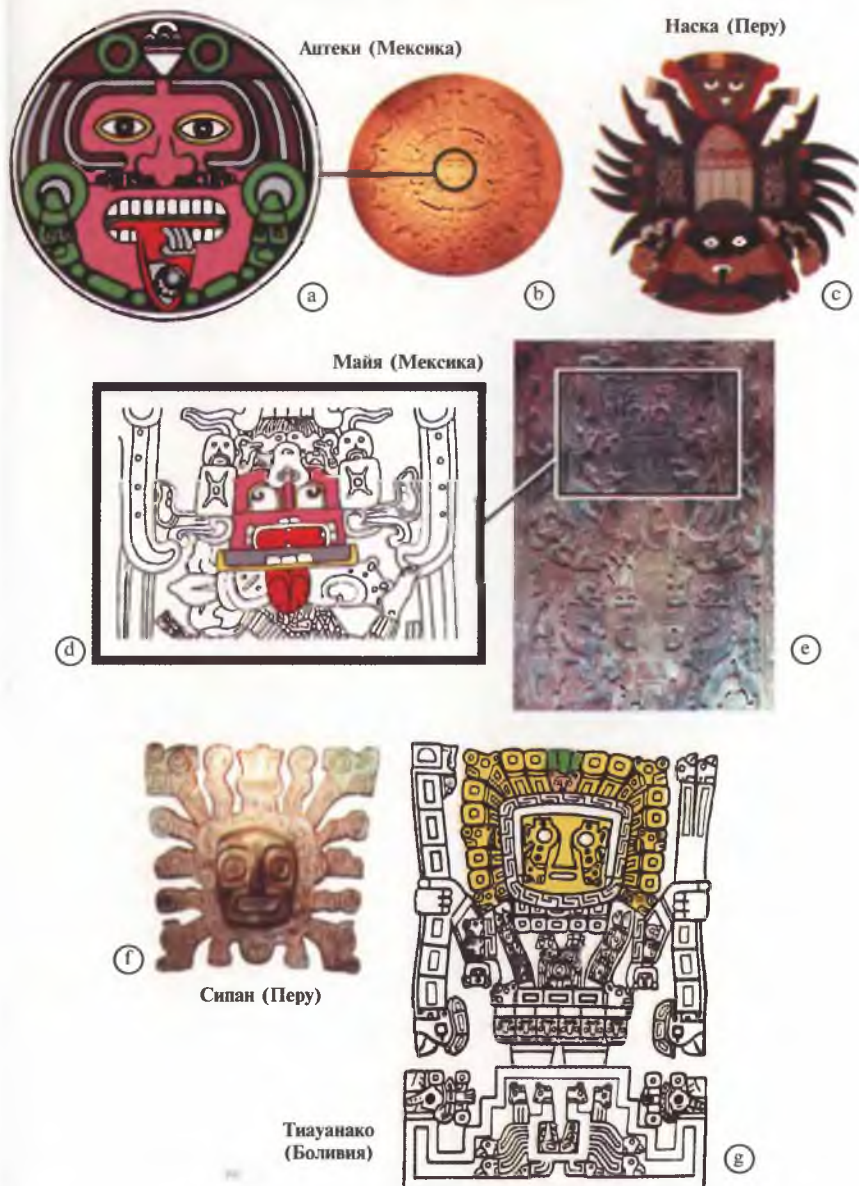 Ацтеки (Мексика)
Наска (Перу)
a
b
c
Майя (Мексика)
d
e
f
Сипан (Перу)
Тиауанако
(Боливия)
g